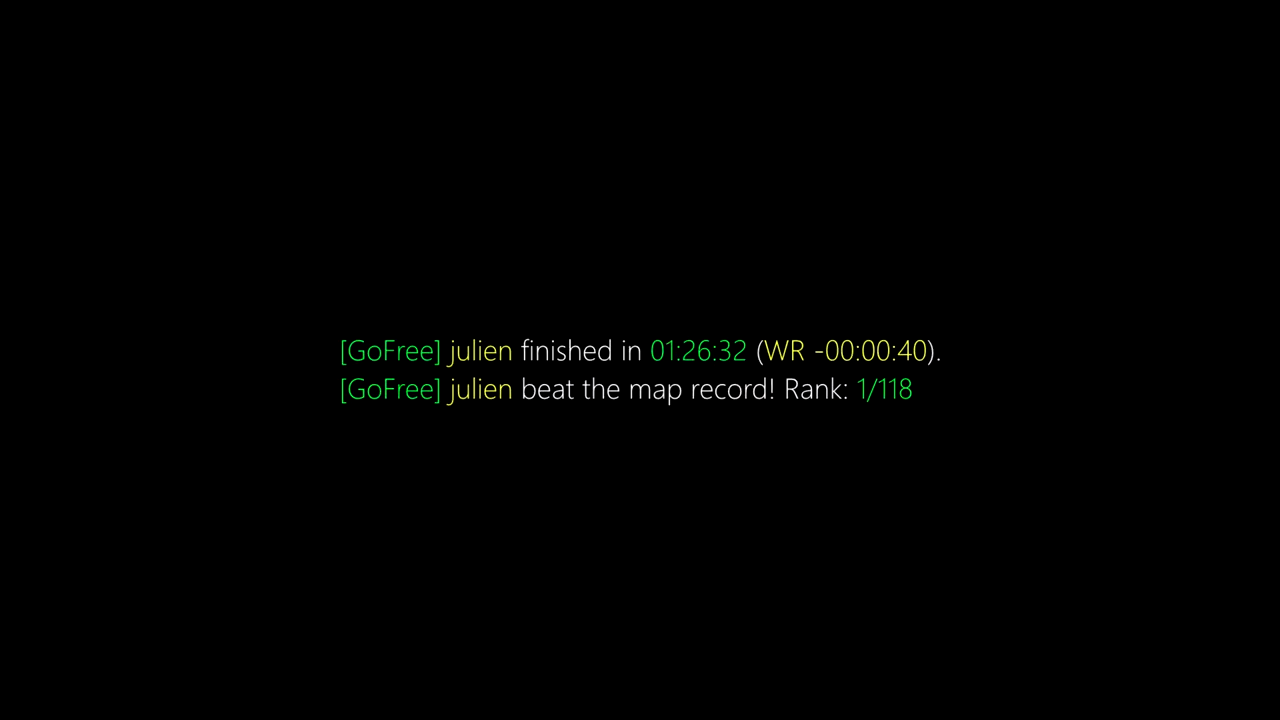 [GoFree] julien finished in 01:26:32 (WR -00:00:40).
[GoFree] julien beat the map record! Rank: 1/118